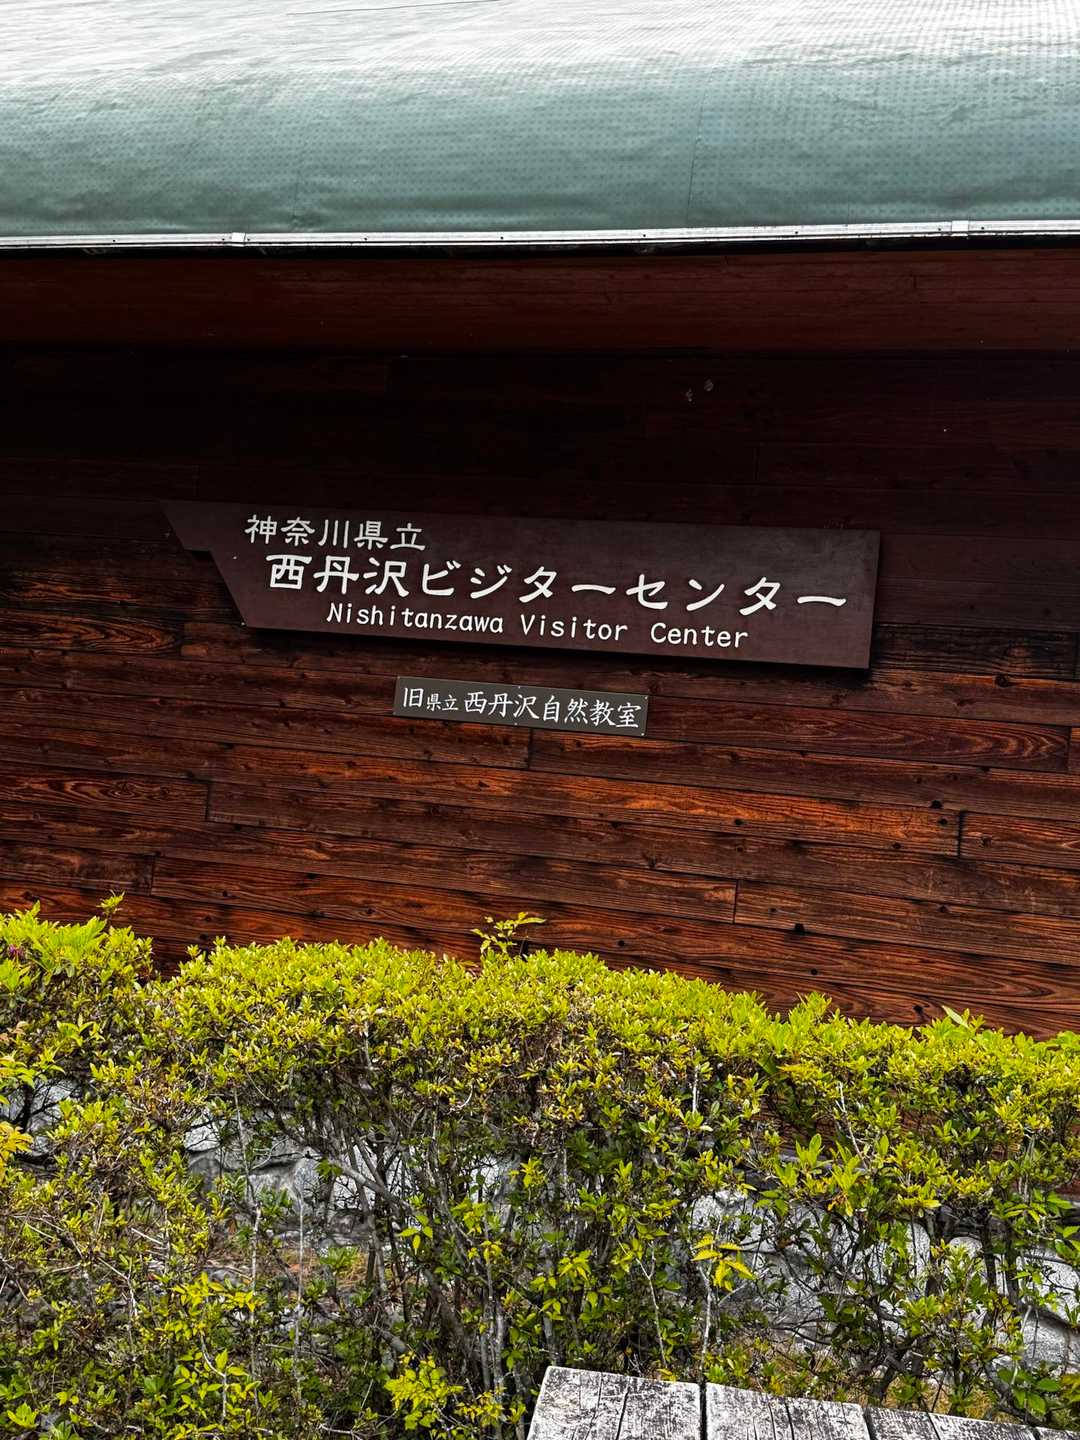 神奈川県立
西丹沢ビジターセンター
Nishitanzawa Visitor Center
旧県立西丹沢自然教室